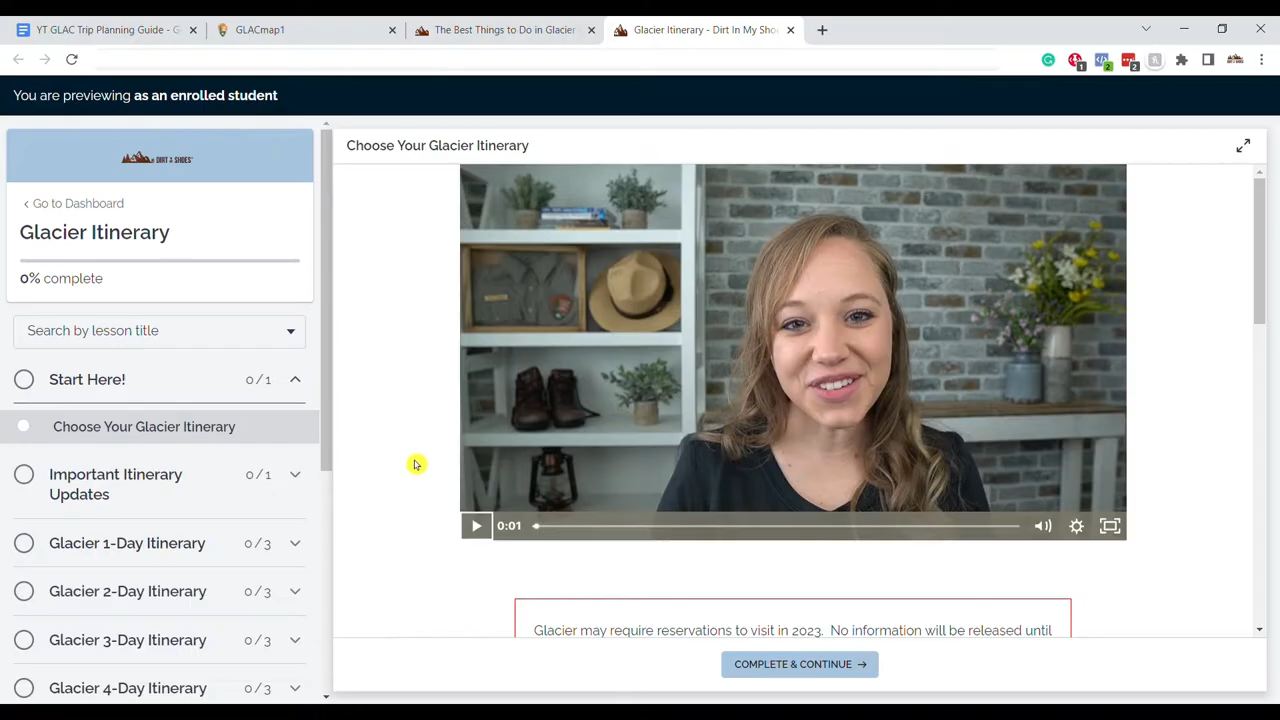 YT GLAC Trip Planning Guide - G
GLACmap1
The Best Things to Do in Glacier
Glacier Itinerary - Dirt In My Sho
1
2
2
You are previewing as an enrolled student
DIRT SHOES
Go to Dashboard
Glacier Itinerary
0% complete
Search by lesson title
Start Here! 0/1
Choose Your Glacier Itinerary
Important Itinerary 0/1
Updates
Glacier 1-Day Itinerary 0/3
Glacier 2-Day Itinerary 0/3
Glacier 3-Day Itinerary 0/3
Glacier 4-Day Itinerary 0/3
Choose Your Glacier Itinerary
0:01
Glacier may require reservations to visit in 2023. No information will be released until
COMPLETE & CONTINUE →